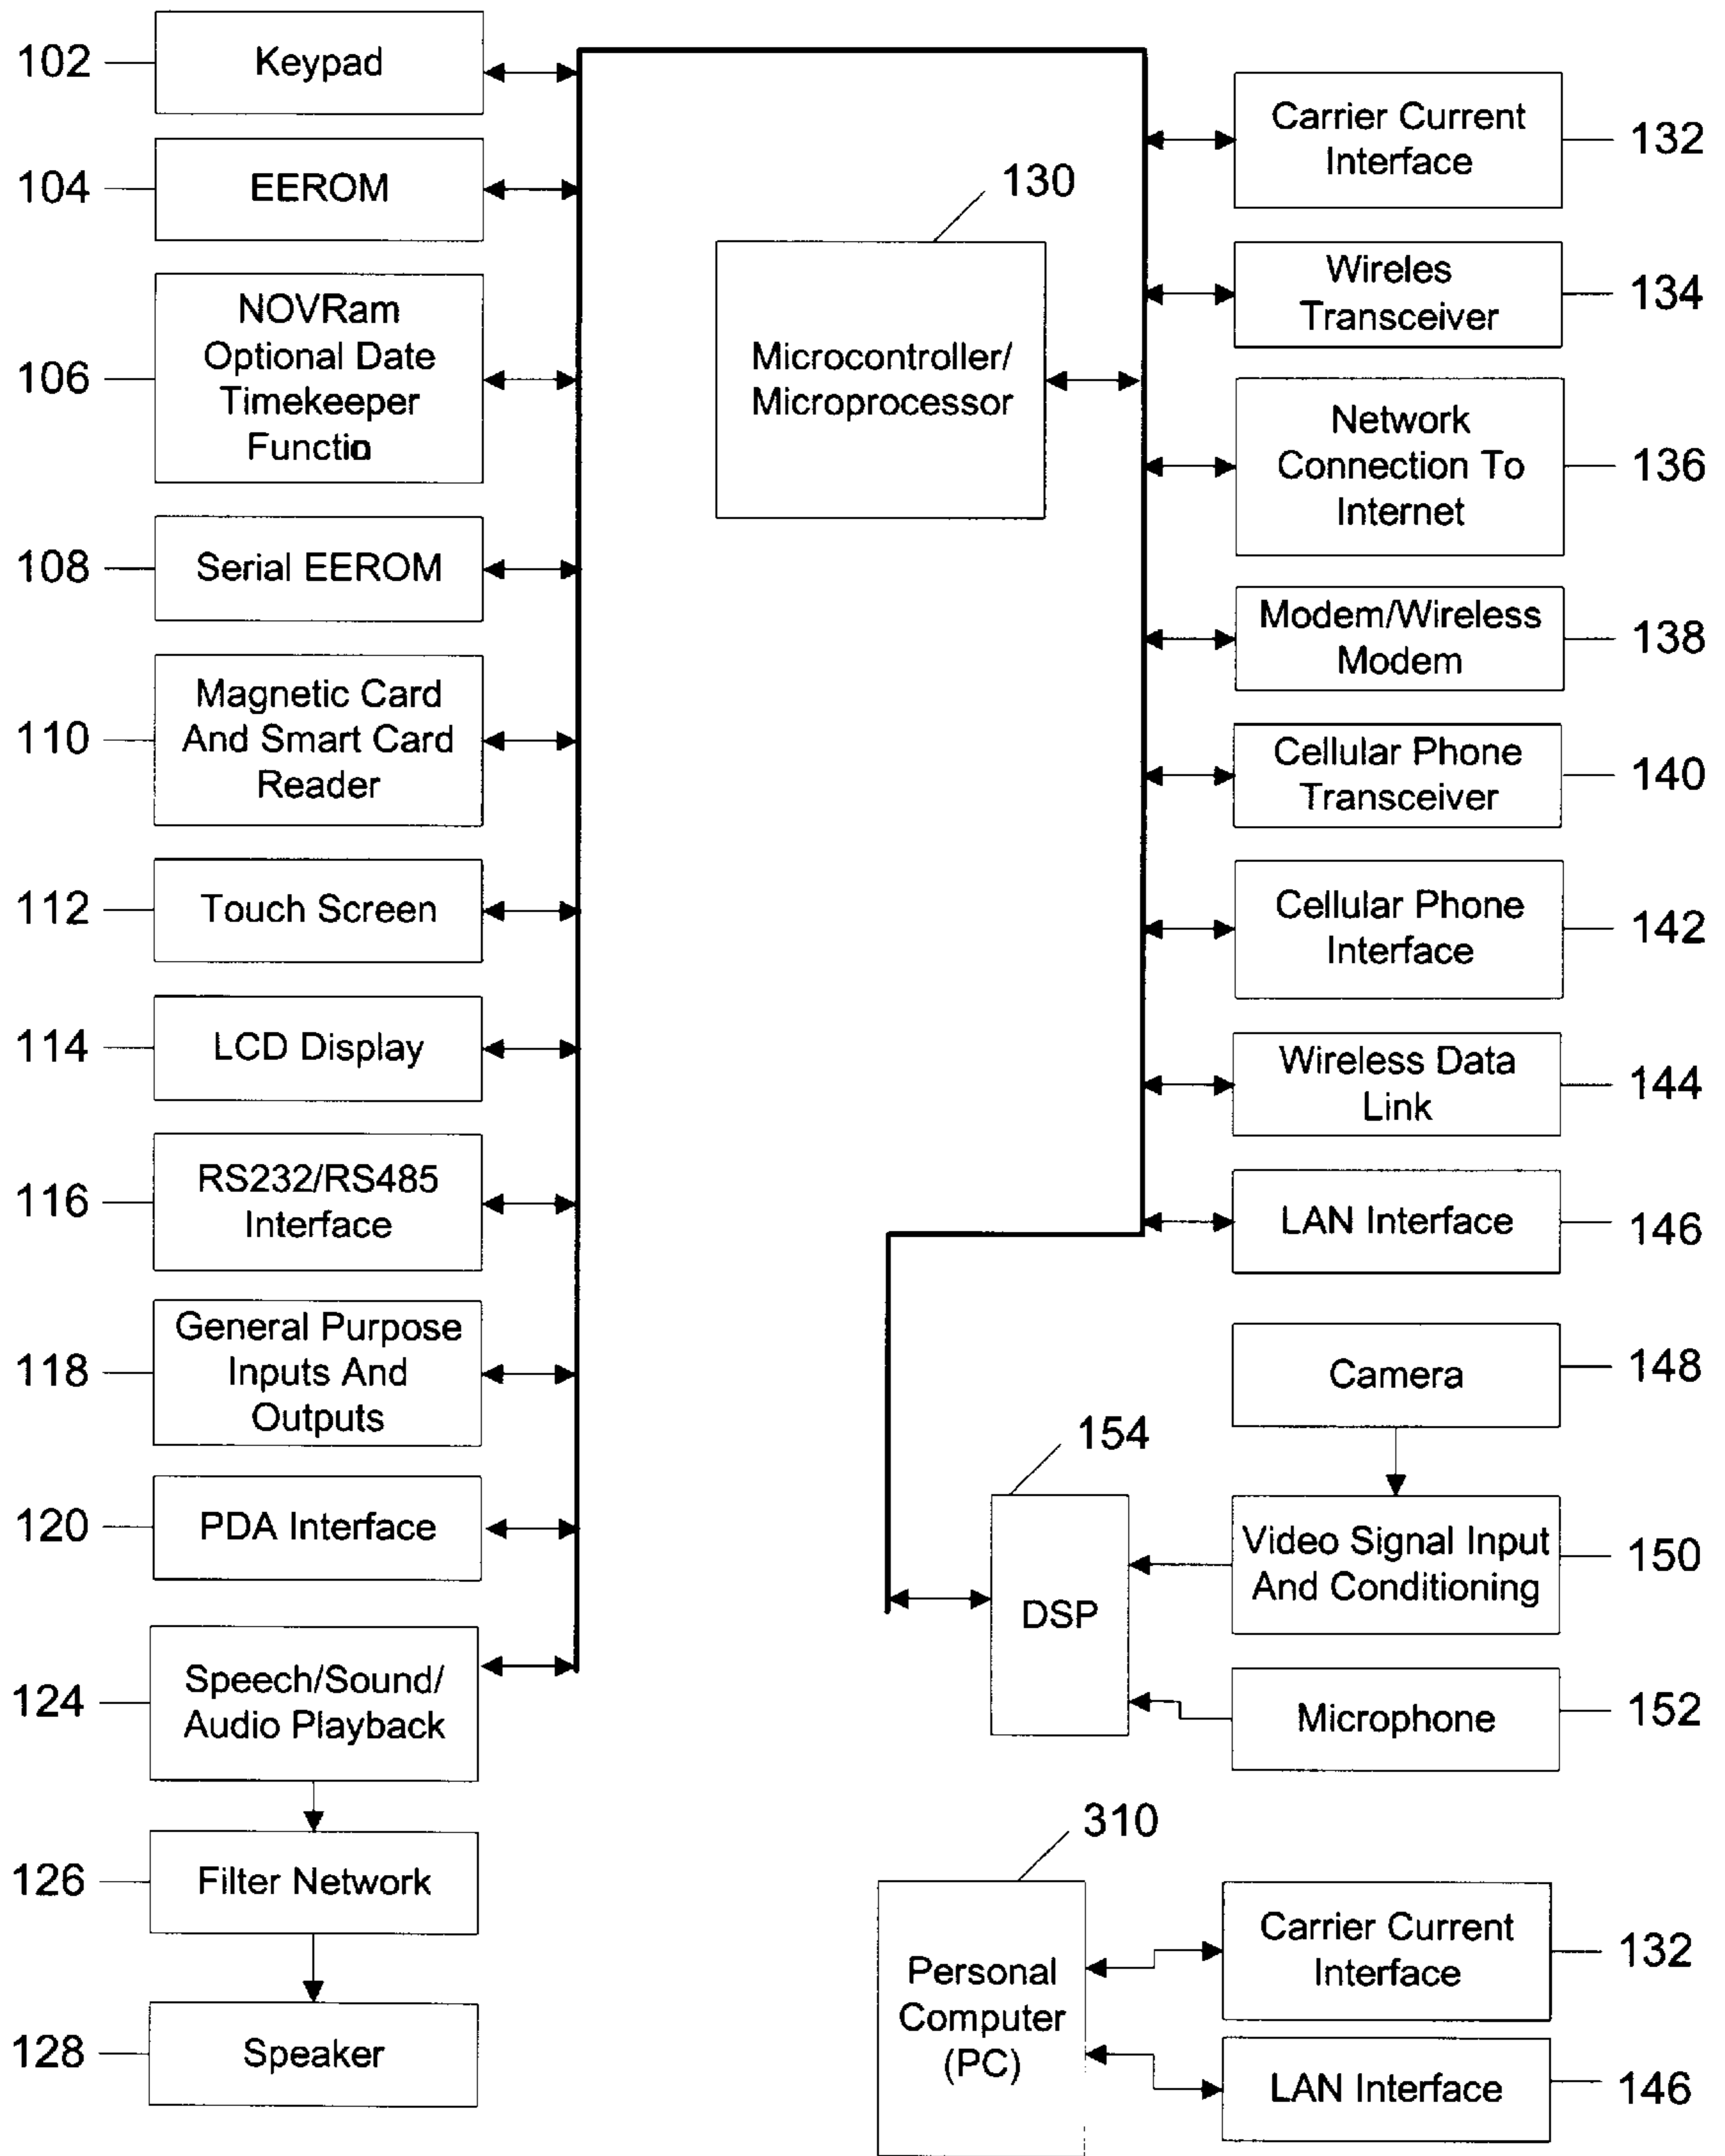 102
Keypad
104
EEROM
106
NOVRam
Optional Date
Timekeeper
Functio
108
Serial EEROM
110
Magnetic Card
And Smart Card
Reader
112
Touch Screen
114
LCD Display
116
RS232/RS485
Interface
118
General Purpose
Inputs And
Outputs
120
PDA Interface
124
Speech/Sound/
Audio Playback
126
Filter Network
128
Speaker
130
Microcontroller/
Microprocessor
Carrier Current
Interface
132
Wireles
Transceiver
134
Network
Connection To
Internet
136
Modem/Wireless
Modem
138
Cellular Phone
Transceiver
140
Cellular Phone
Interface
142
Wireless Data
Link
144
LAN Interface
146
Camera
148
154
DSP
Video Signal Input
And Conditioning
150
Microphone
152
310
Personal
Computer
(PC)
Carrier Current
Interface
132
LAN Interface
146